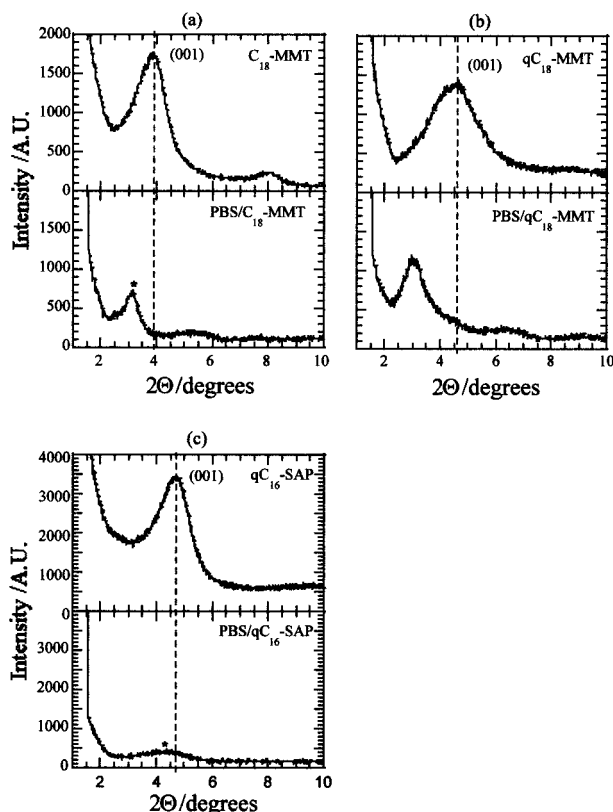 (a)
(b)
Intensity /A.U.
2000
1500
1000
500
0
C₁₈-MMT
(001)
qC₁₈-MMT
(001)
1500
1000
500
0
PBS/C₁₈-MMT
*
PBS/qC₁₈-MMT
2 4 6 8 10
2 4 6 8 10
2Θ/degrees
2Θ/degrees
(c)
Intensity /A.U.
4000
3000
2000
1000
0
qC₁₆-SAP
(001)
3000
2000
1000
0
PBS/qC₁₆-SAP
*
2 4 6 8 10
2Θ/degrees